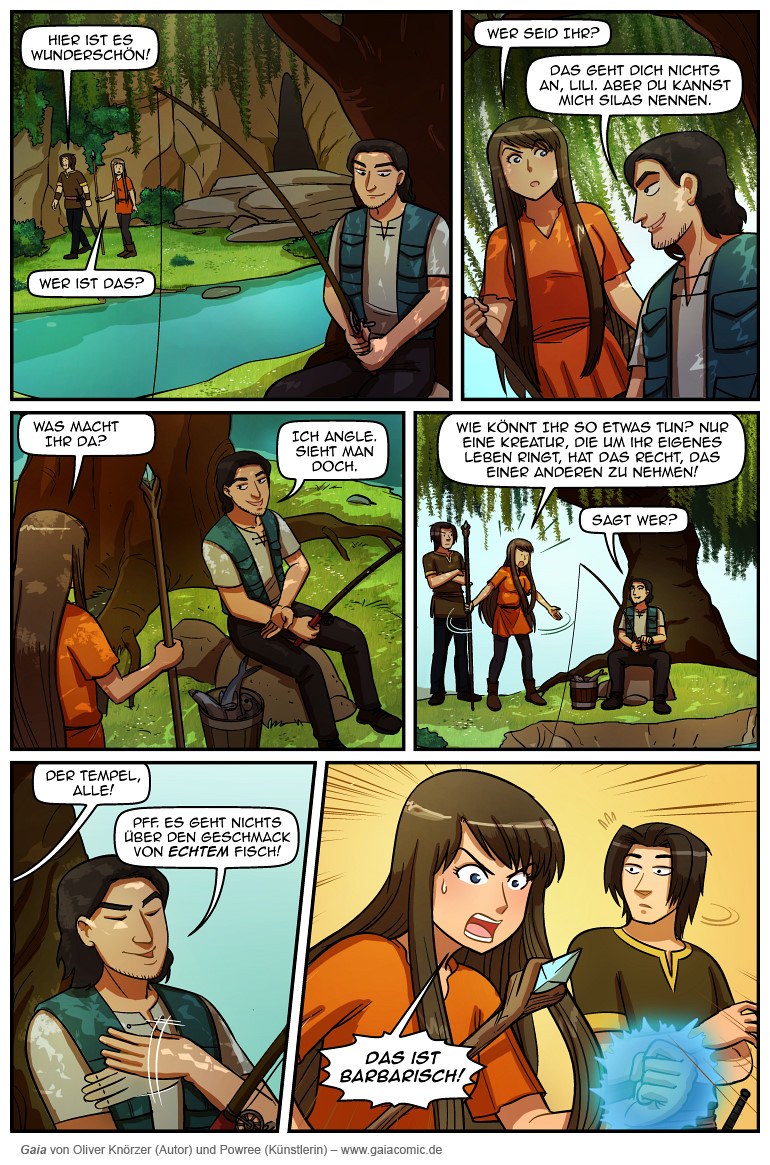 HIER IST ES
WUNDERSCHÖN!
WER IST DAS?
WER SEID IHR?
DAS GEHT DICH NICHTS
AN, LILI. ABER DU KANNST
MICH SILAS NENNEN.
WAS MACHT
IHR DA?
ICH ANGLE.
SIEHT MAN
DOCH.
WIE KÖNNT IHR SO ETWAS TUN? NUR
EINE KREATUR, DIE UM IHR EIGENES
LEBEN RINGT, HAT DAS RECHT, DAS
EINER ANDEREN ZU NEHMEN!
SAGT WER?
DER TEMPEL,
ALLE!
PFF. ES GEHT NICHTS
ÜBER DEN GESCHMACK
VON ECHTEM FISCH!
DAS IST
BARBARISCH!
Gaia von Oliver Knörzer (Autor) und Powree (Künstlerin) – www.gaiacomic.de